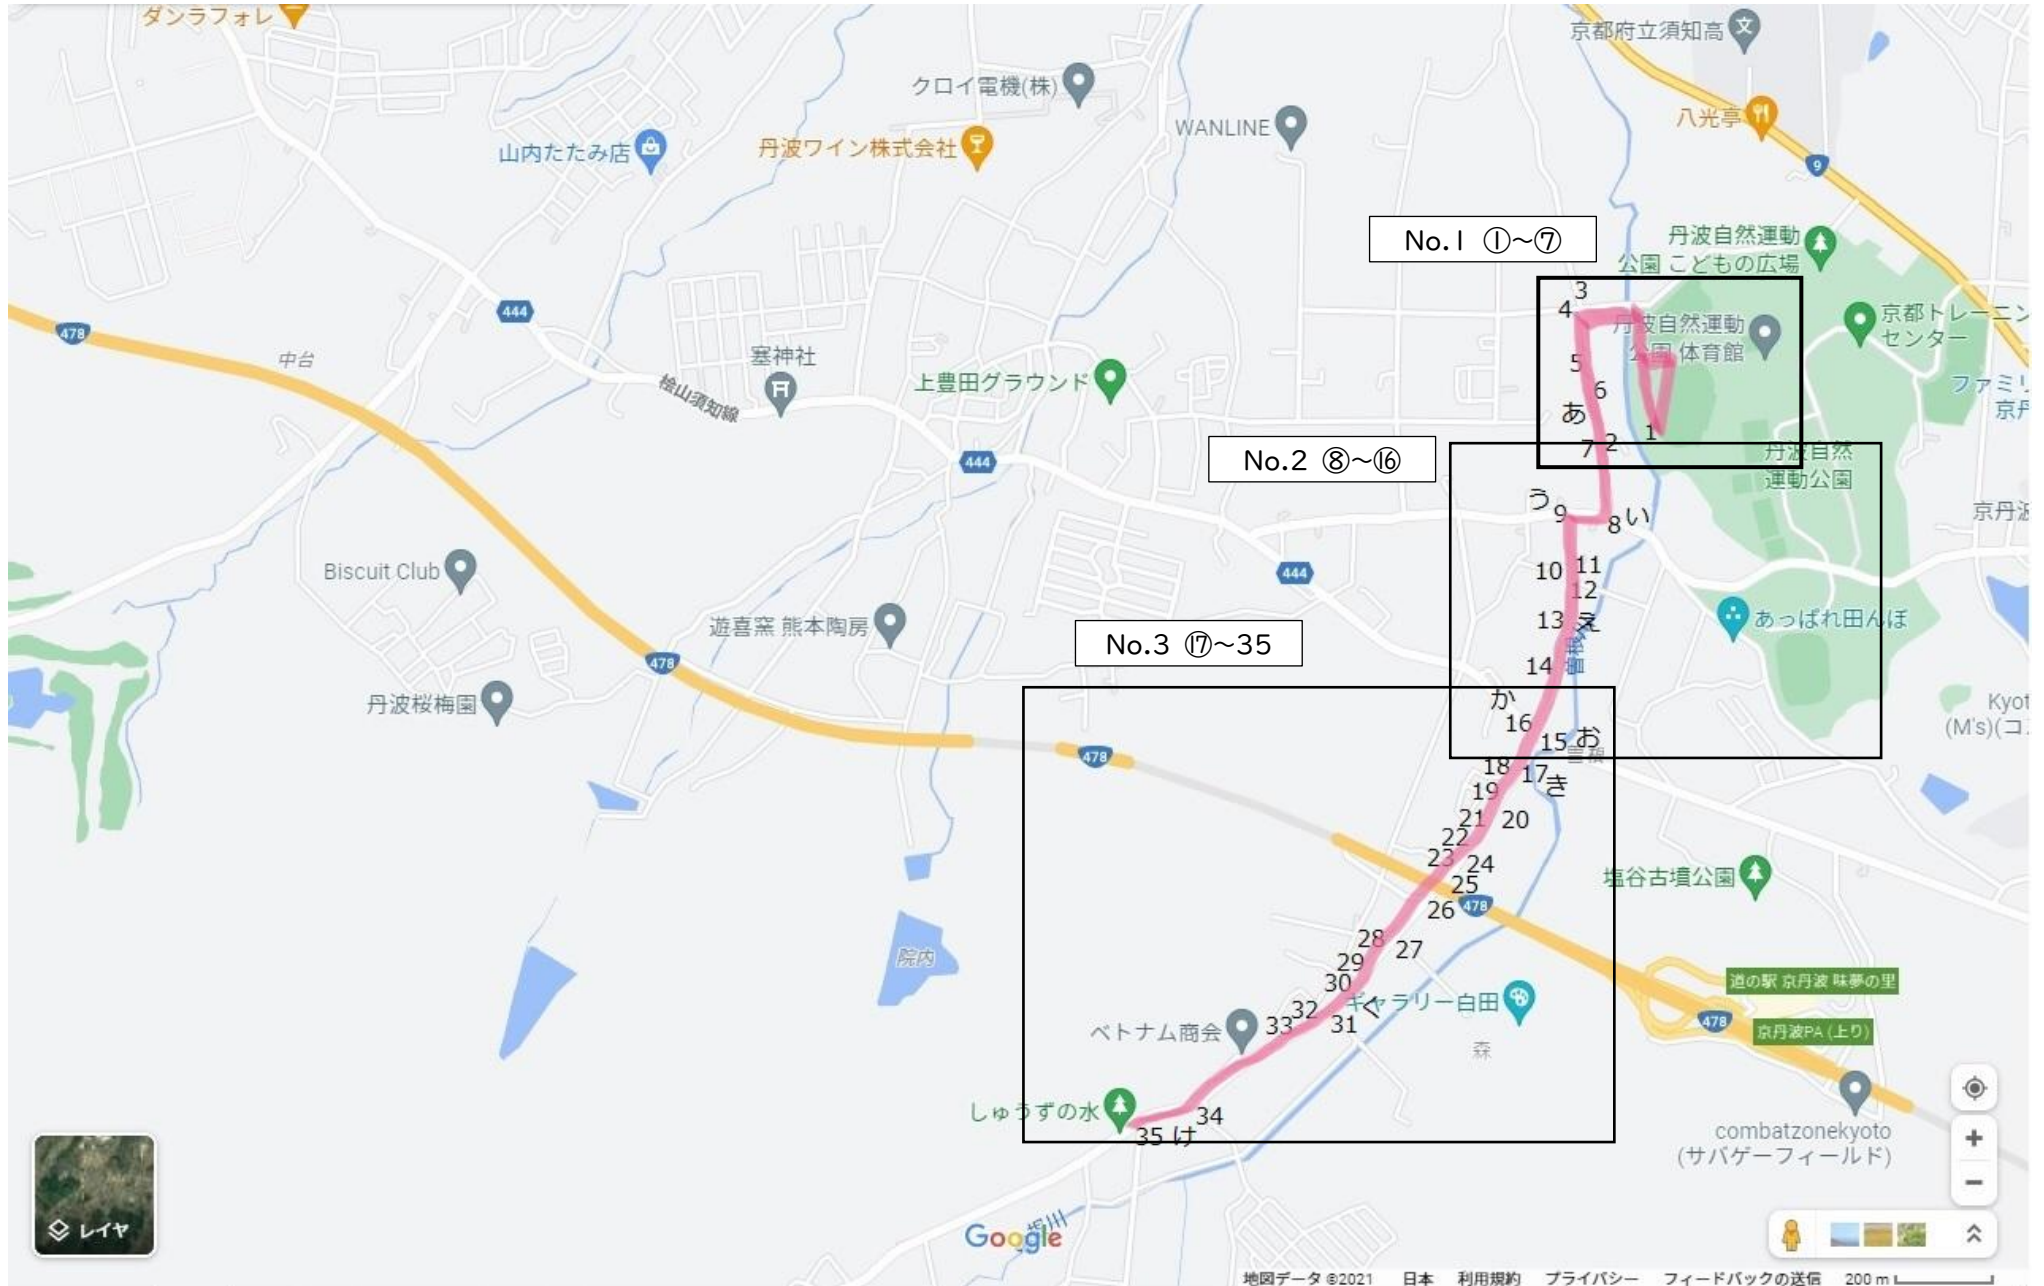 ダンラフォレ
京都府立須知高
クロイ電機(株)
WANLINE
八光亭
山内たたみ店
丹波ワイン株式会社
9
No.1 ①～⑦
丹波自然運動
公園 こどもの広場
3
4
444
478
京都トレーニン
センター
丹波自然運動
公園 体育館
中台
塞神社
桧山須知線
上豊田グラウンド
5
6
あ
ファミリ
京丹
1
2
7
No.2 ⑧～⑯
444
丹波自然
運動公園
う
9
8
い
京丹波
Biscuit Club
444
10
11
12
遊喜窯 熊本陶房
13
え
あっぱれ田んぼ
No.3 ⑰～35
478
14
丹波桜梅園
か
16
15
お
Kyot
(M's)(コ
478
18
17
き
19
21
20
22
23
24
25
26
478
塩谷古墳公園
28
27
29
30
院内
道の駅 京丹波 味夢の里
ギャラリー白田
く
32
33
31
ベトナム商会
478
京丹波PA (上り)
森
しゅうずの水
34
35
け
combatzonekyoto
(サバゲーフィールド)
レイヤ
Google
地図データ ©2021 日本 利用規約 プライバシー フィードバックの送信 200 m